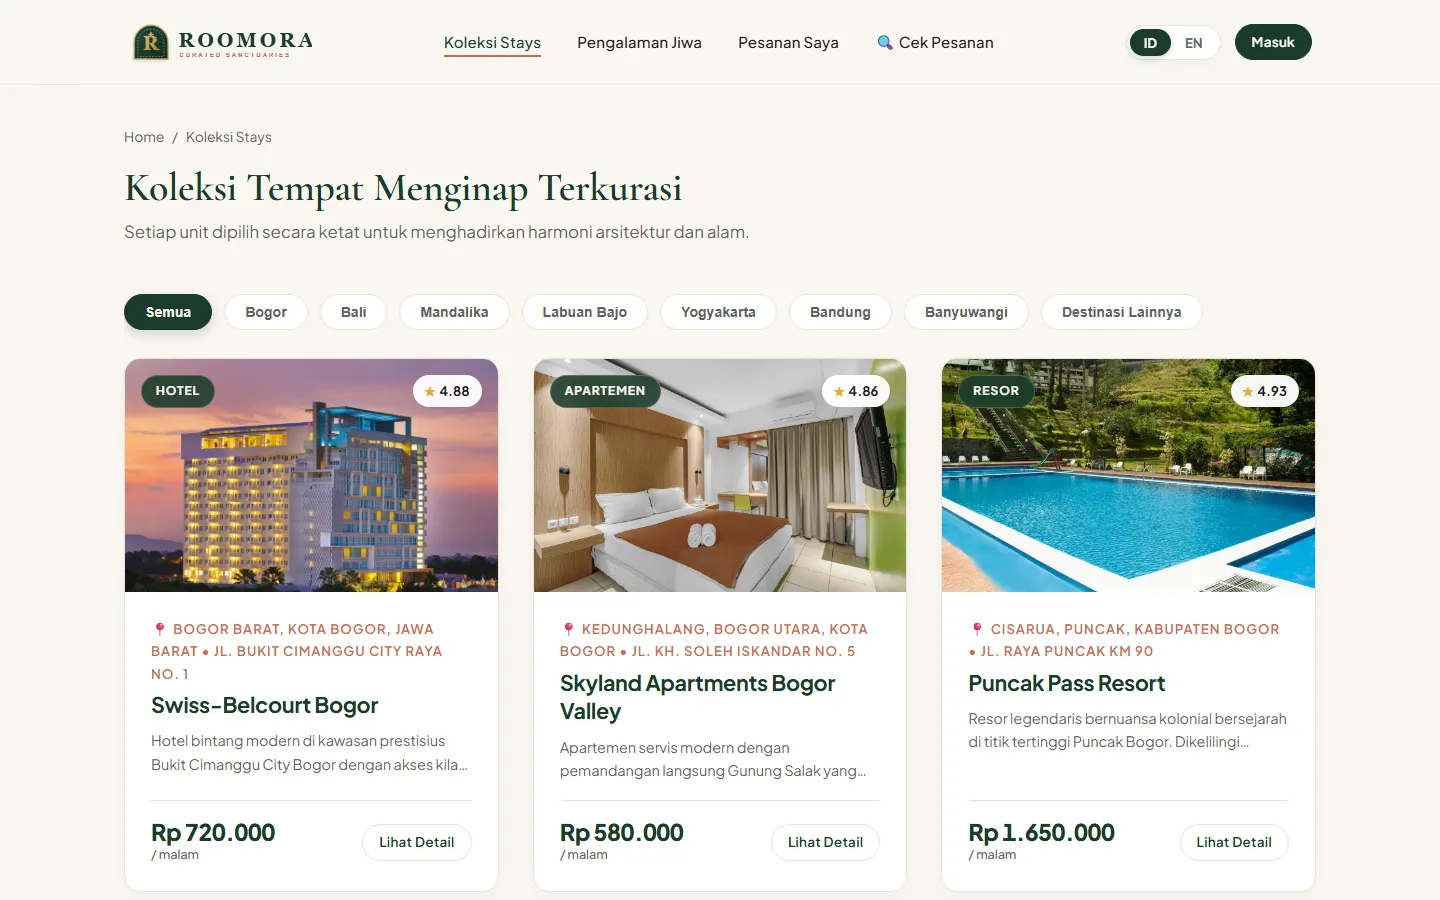 R ROOMORA
CURATED SANCTUARIES
Koleksi Stays
Pengalaman Jiwa
Pesanan Saya
Cek Pesanan
ID EN
Masuk
Home / Koleksi Stays
Koleksi Tempat Menginap Terkurasi
Setiap unit dipilih secara ketat untuk menghadirkan harmoni arsitektur dan alam.
Semua
Bogor
Bali
Mandalika
Labuan Bajo
Yogyakarta
Bandung
Banyuwangi
Destinasi Lainnya
HOTEL
★ 4.88
BOGOR BARAT, KOTA BOGOR, JAWA
BARAT • JL. BUKIT CIMANGGU CITY RAYA
NO. 1
Swiss-Belcourt Bogor
Hotel bintang modern di kawasan prestisius
Bukit Cimanggu City Bogor dengan akses kila...
Rp 720.000
/ malam
Lihat Detail
APARTEMEN
★ 4.86
KEDUNGHALANG, BOGOR UTARA, KOTA
BOGOR • JL. KH. SOLEH ISKANDAR NO. 5
Skyland Apartments Bogor
Valley
Apartemen servis modern dengan
pemandangan langsung Gunung Salak yang...
Rp 580.000
/ malam
Lihat Detail
RESOR
★ 4.93
CISARUA, PUNCAK, KABUPATEN BOGOR
• JL. RAYA PUNCAK KM 90
Puncak Pass Resort
Resor legendaris bernuansa kolonial bersejarah
di titik tertinggi Puncak Bogor. Dikelilingi...
Rp 1.650.000
/ malam
Lihat Detail